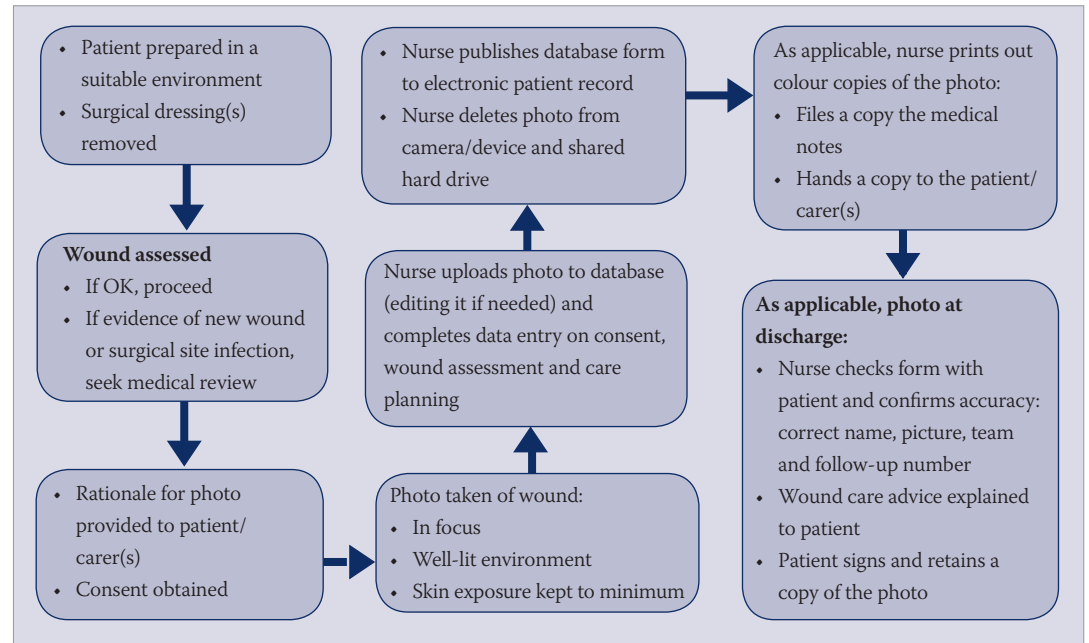 • Patient prepared in a
suitable environment
• Surgical dressing(s)
removed
Wound assessed
• If OK, proceed
• If evidence of new wound
or surgical site infection,
seek medical review
• Rationale for photo
provided to patient/
carer(s)
• Consent obtained
Photo taken of wound:
• In focus
• Well-lit environment
• Skin exposure kept to minimum
Nurse uploads photo to database
(editing it if needed) and
completes data entry on consent,
wound assessment and care
planning
• Nurse publishes database form
to electronic patient record
• Nurse deletes photo from
camera/device and shared
hard drive
As applicable, nurse prints out
colour copies of the photo:
• Files a copy the medical
notes
• Hands a copy to the patient/
carer(s)
As applicable, photo at
discharge:
• Nurse checks form with
patient and confirms accuracy:
correct name, picture, team
and follow-up number
• Wound care advice explained
to patient
• Patient signs and retains a
copy of the photo